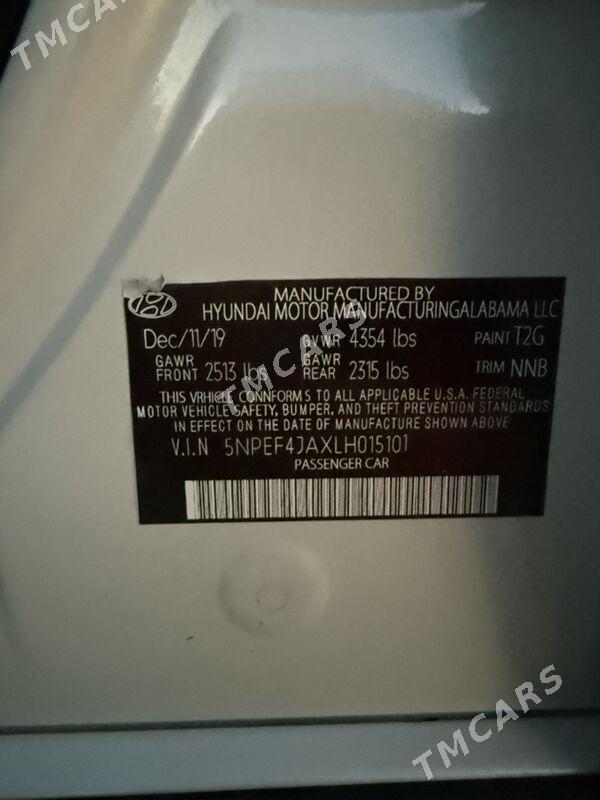 TMCARS
MANUFACTURED BY
HYUNDAI MOTOR MANUFACTURINGALABAMA LLC
Dec/11/19 GVWR 4354 lbs PAINT T2G
GAWR FRONT 2513 lbs GAWR REAR 2315 lbs TRIM NNB
THIS VEHICLE CONFORMS TO ALL APPLICABLE U.S.A. FEDERAL
MOTOR VEHICLE SAFETY, BUMPER, AND THEFT PREVENTION STANDARDS
IN EFFECT ON THE DATE OF MANUFACTURE SHOWN ABOVE
V.I.N 5NPEF4JAXLH015101
PASSENGER CAR
TMCARS
TMCARS